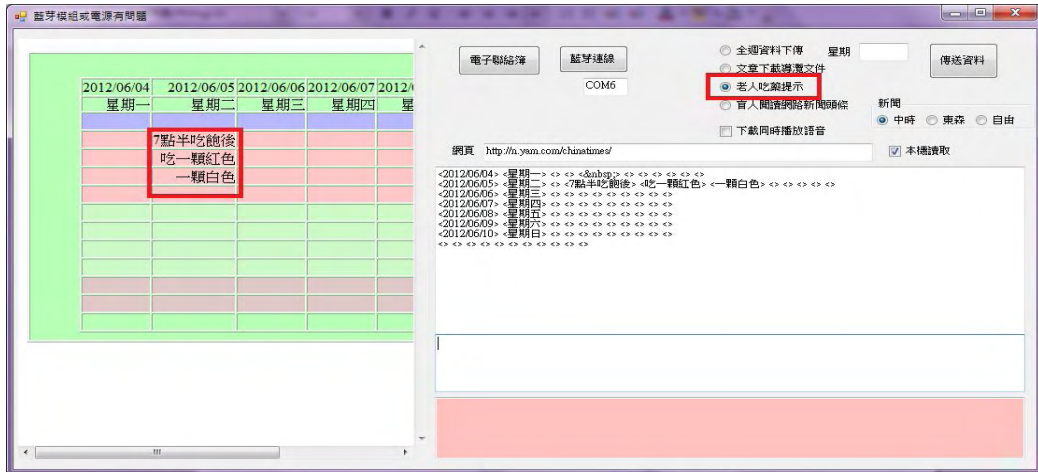 藍芽模組或電源有問題
2012/06/04 2012/06/05 2012/06/06 2012/06/07 2012/
星期一 星期二 星期三 星期四 星
7點半吃飽後
吃一顆紅色
一顆白色
電子聯絡簿 藍芽連線
COM6
全週資料下傳 星期
文章下載導覽文件
老人吃藥提示
盲人閱讀網路新聞頭條
下載同時播放語音
傳送資料
新聞
中時 東森 自由
網頁 http://n.yam.com/chinatimes/ 本機讀取
<2012/06/04> <星期一> <> <> <&nbsp;> <> <> <> <> <> <> <>
<2012/06/05> <星期二> <> <7點半吃飽後> <吃一顆紅色> <一顆白色> <> <> <> <> <>
<2012/06/06> <星期三> <> <> <> <> <> <> <> <> <> <>
<2012/06/07> <星期四> <> <> <> <> <> <> <> <> <> <>
<2012/06/08> <星期五> <> <> <> <> <> <> <> <> <> <>
<2012/06/09> <星期六> <> <> <> <> <> <> <> <> <> <>
<2012/06/10> <星期日> <> <> <> <> <> <> <> <> <> <>
<> <> <> <> <> <> <> <> <> <> <> <>